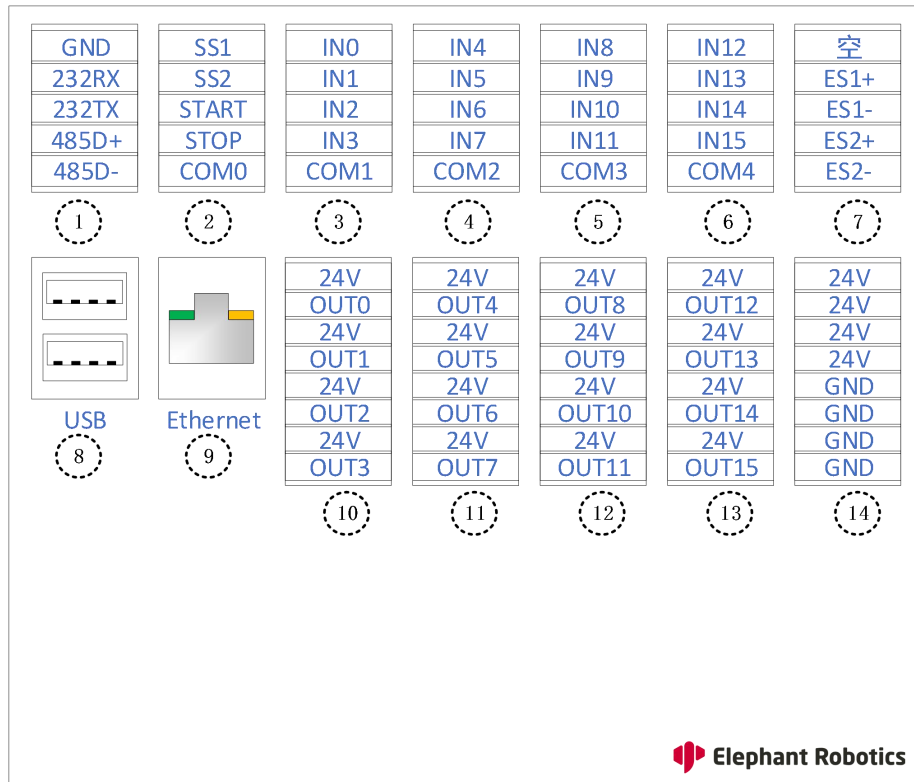 GND SS1 IN0 IN4 IN8 IN12 空
232RX SS2 IN1 IN5 IN9 IN13 ES1+
232TX START IN2 IN6 IN10 IN14 ES1-
485D+ STOP IN3 IN7 IN11 IN15 ES2+
485D- COM0 COM1 COM2 COM3 COM4 ES2-
1 2 3 4 5 6 7
24V 24V 24V 24V 24V
OUT0 OUT4 OUT8 OUT12 24V
24V 24V 24V 24V 24V
OUT1 OUT5 OUT9 OUT13 24V
24V 24V 24V 24V GND
USB Ethernet OUT2 OUT6 OUT10 OUT14 GND
24V 24V 24V 24V GND
8 9 OUT3 OUT7 OUT11 OUT15 GND
10 11 12 13 14
Elephant Robotics